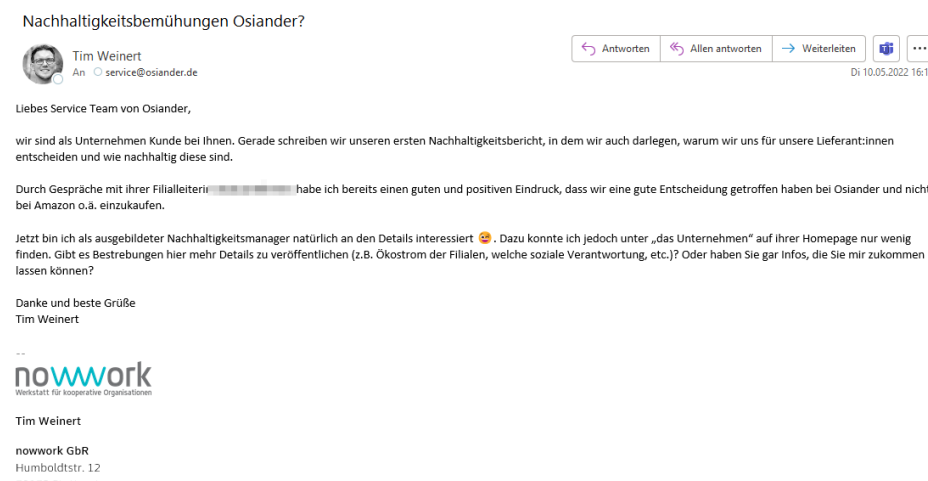 Nachhaltigkeitsbemühungen Osiander?
Tim Weinert
An service@osiander.de
Antworten
Allen antworten
Weiterleiten
Di 10.05.2022 16:1
Liebes Service Team von Osiander,
wir sind als Unternehmen Kunde bei Ihnen. Gerade schreiben wir unseren ersten Nachhaltigkeitsbericht, in dem wir auch darlegen, warum wir uns für unsere Lieferant:innen
entscheiden und wie nachhaltig diese sind.
Durch Gespräche mit ihrer Filialleiterin habe ich bereits einen guten und positiven Eindruck, dass wir eine gute Entscheidung getroffen haben bei Osiander und nicht
bei Amazon o.ä. einzukaufen.
Jetzt bin ich als ausgebildeter Nachhaltigkeitsmanager natürlich an den Details interessiert 😜. Dazu konnte ich jedoch unter „das Unternehmen“ auf ihrer Homepage nur wenig
finden. Gibt es Bestrebungen hier mehr Details zu veröffentlichen (z.B. Ökostrom der Filialen, welche soziale Verantwortung, etc.)? Oder haben Sie gar Infos, die Sie mir zukommen
lassen können?
Danke und beste Grüße
Tim Weinert
--
nowwork
Werkstatt für kooperative Organisationen
Tim Weinert
nowwork GbR
Humboldtstr. 12